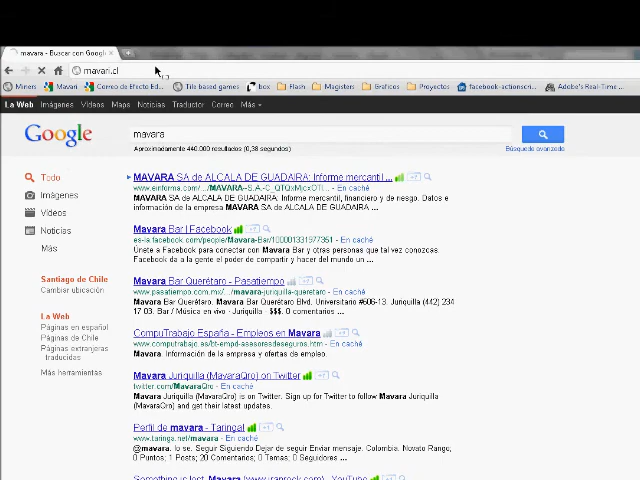 mavara - Buscar con Google
mavari.cl
Miners Mavari Correo de Efecto Ed... Tile based games box Flash Magisters Graficos Proyectos facebook-actionscri... Adobe's Real-Time ...
La Web Imágenes Vídeos Maps Noticias Traductor Correo Más
Google
mavara
Aproximadamente 440.000 resultados (0,38 segundos)
Búsqueda avanzada
Todo
Imágenes
Vídeos
Noticias
Más
Santiago de Chile
Cambiar ubicación
La Web
Páginas en español
Páginas de Chile
Páginas extranjeras
traducidas
Más herramientas
MAVARA SA de ALCALA DE GUADAIRA: Informe mercantil ...
- En caché
MAVARA SA de ALCALA DE GUADAIRA: Informe mercantil, financiero y de riesgo. Datos e
información de la empresa MAVARA SA de ALCALA DE GUADAIRA ...
Mavara Bar | Facebook
es-la.facebook.com/people/Mavara-Bar/100001331977351 - En caché
Únete a Facebook para conectar con Mavara Bar y otras personas que tal vez conozcas.
Facebook da a la gente el poder de compartir y hacer del mundo un ...
Mavara Bar Querétaro - Pasatiempo
www.pasatiempo.com.mx/.../mavara-juriquilla-queretaro - En caché
Mavara Bar Querétaro. Mavara Bar Querétaro Blvd. Universitario #606-13. Juriquilla (442) 234
17 03. Bar / Música en vivo · Lounge · $$$. 0 comentarios ...
CompuTrabajo España - Empleos en Mavara
www.computrabajo.es/bt-empd-asesoresdeseguros.htm - En caché
Mavara. Información de la empresa y ofertas de empleo.
Mavara Juriquilla (MavaraQro) on Twitter
twitter.com/MavaraQro - En caché
Mavara Juriquilla (MavaraQro) is on Twitter. Sign up for Twitter to follow Mavara Juriquilla
(MavaraQro) and get their latest updates.
Perfil de mavara - Taringa!
www.taringa.net/mavara - En caché
@mavara. lo se. Seguir Siguiendo Dejar de Seguir Enviar mensaje. Colombia. Novato Rango;
0 Puntos; 1 Posts; 20 Comentarios; 0 Temas; 0 Seguidores ...